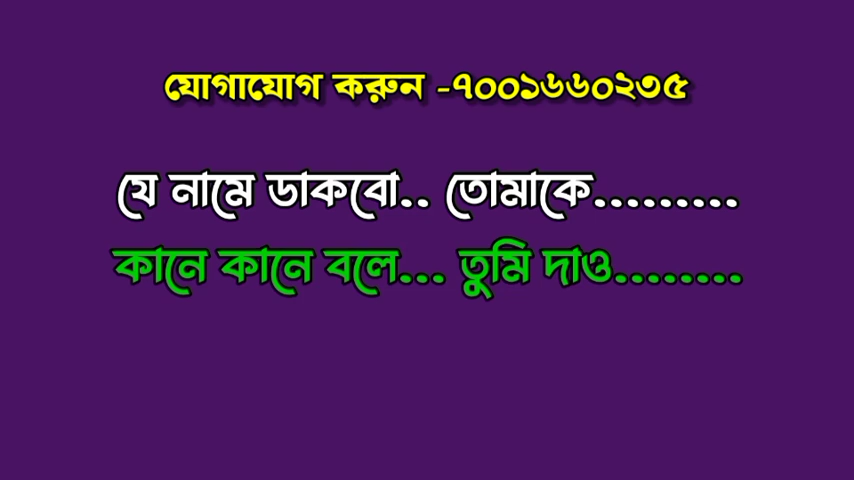 যোগাযোগ করুন -৭০০১৬৬০২৩৫
যে নামে ডাকবো.. তোমাকে.........
কানে কানে বলে... তুমি দাও........